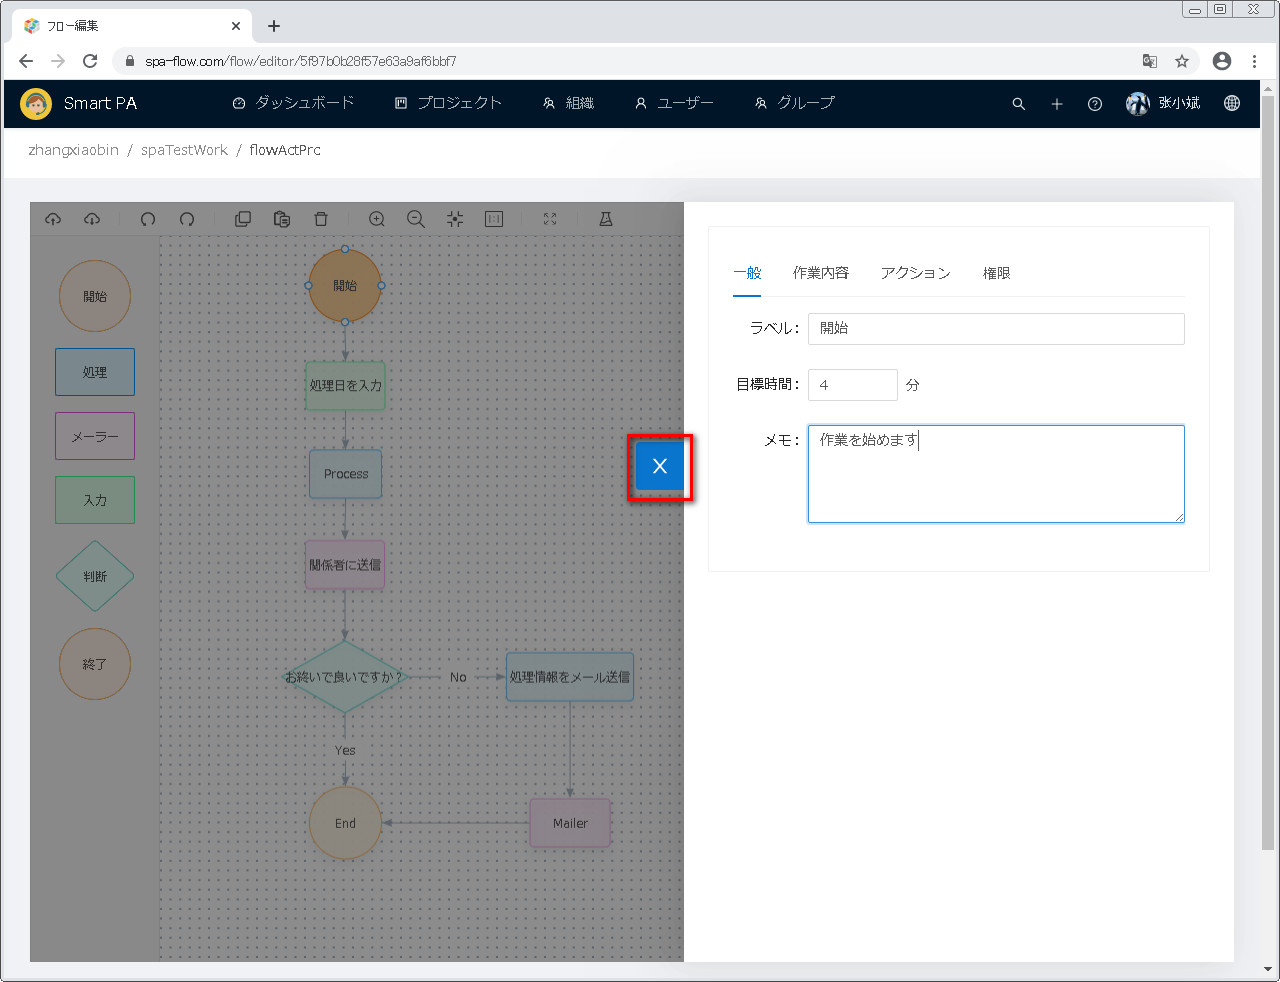 フロー編集
spa-flow.com/flow/editor/5f97b0b28f57e63a9af6bbf7
Smart PA
ダッシュボード
プロジェクト
組織
ユーザー
グループ
张小斌
zhangxiaobin / spaTestWork / flowActPrc
開始
処理
メーラー
入力
判断
終了
開始
処理日を入力
Process
関係者に送信
お終いで良いですか？
No
処理情報をメール送信
Yes
End
Mailer
X
一般
作業内容
アクション
権限
ラベル：
開始
目標時間：
4
分
メモ：
作業を始めます